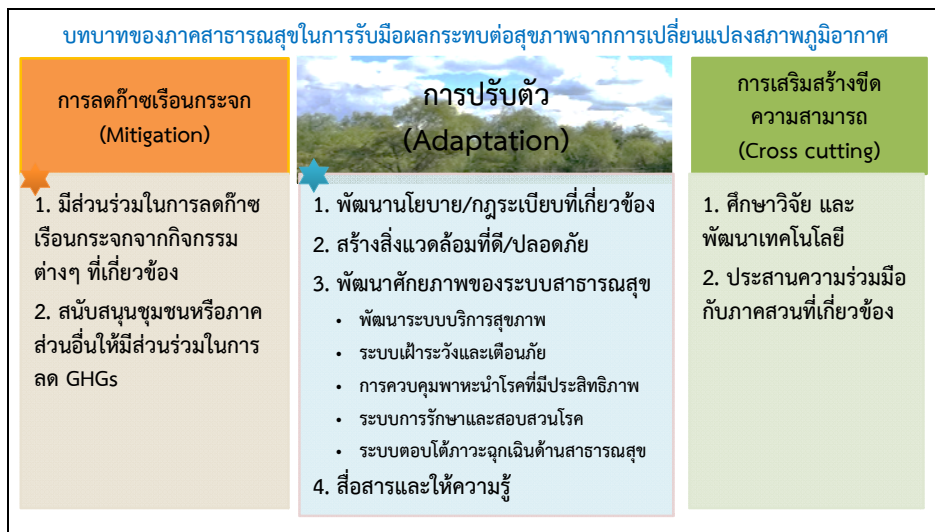 บทบาทของภาคสาธารณสุขในการรับมือผลกระทบต่อสุขภาพจากการเปลี่ยนแปลงสภาพภูมิอากาศ
การลดก๊าซเรือนกระจก
(Mitigation)
1. มีส่วนร่วมในการลดก๊าซ
เรือนกระจกจากกิจกรรม
ต่างๆ ที่เกี่ยวข้อง
2. สนับสนุนชุมชนหรือภาค
ส่วนอื่นให้มีส่วนร่วมในการ
ลด GHGs
การปรับตัว
(Adaptation)
1. พัฒนานโยบาย/กฎระเบียบที่เกี่ยวข้อง
2. สร้างสิ่งแวดล้อมที่ดี/ปลอดภัย
3. พัฒนาศักยภาพของระบบสาธารณสุข
• พัฒนาระบบบริการสุขภาพ
• ระบบเฝ้าระวังและเตือนภัย
• การควบคุมพาหะนำโรคที่มีประสิทธิภาพ
• ระบบการรักษาและสอบสวนโรค
• ระบบตอบโต้ภาวะฉุกเฉินด้านสาธารณสุข
4. สื่อสารและให้ความรู้
การเสริมสร้างขีด
ความสามารถ
(Cross cutting)
1. ศึกษาวิจัย และ
พัฒนาเทคโนโลยี
2. ประสานความร่วมมือ
กับภาคสวนที่เกี่ยวข้อง